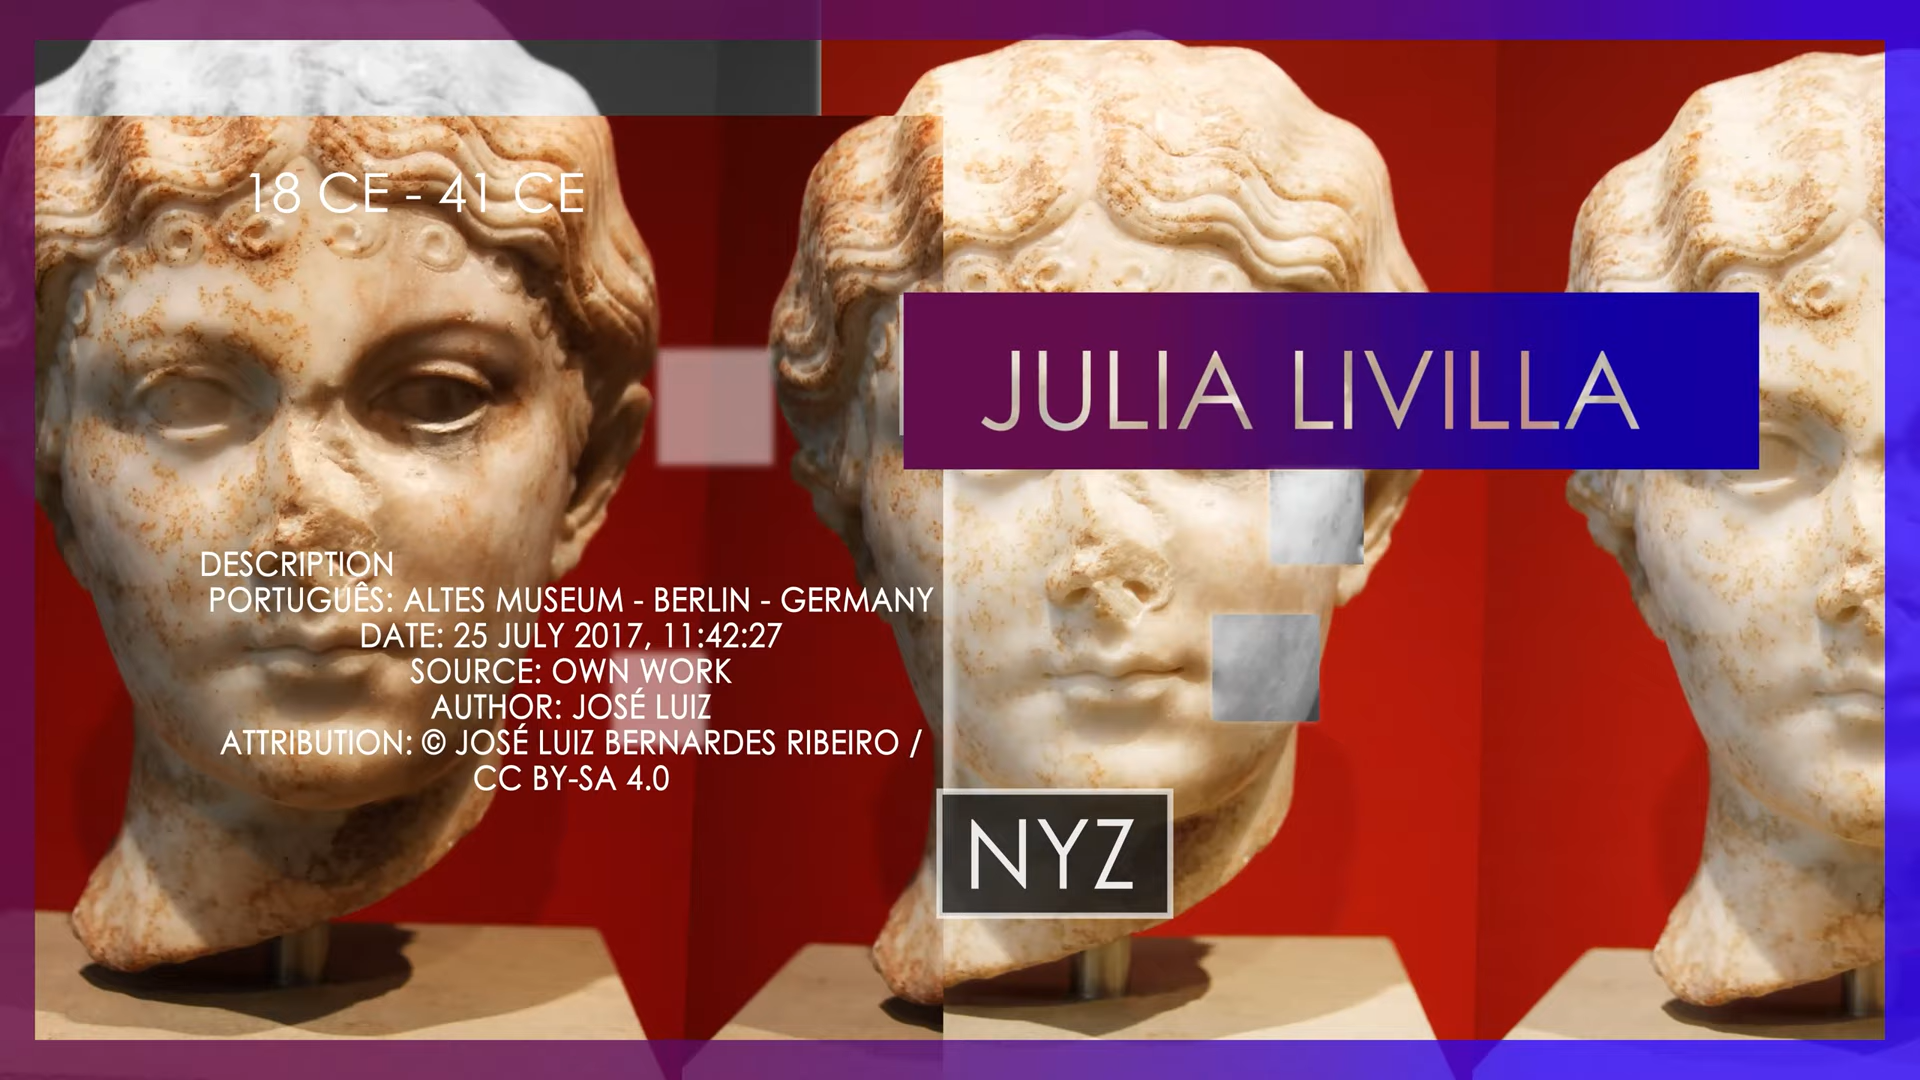 18 CE - 41 CE
JULIA LIVILLA
DESCRIPTION
PORTUGUÊS: ALTES MUSEUM - BERLIN - GERMANY
DATE: 25 JULY 2017, 11:42:27
SOURCE: OWN WORK
AUTHOR: JOSÉ LUIZ
ATTRIBUTION: © JOSÉ LUIZ BERNARDES RIBEIRO /
CC BY-SA 4.0
NYZ